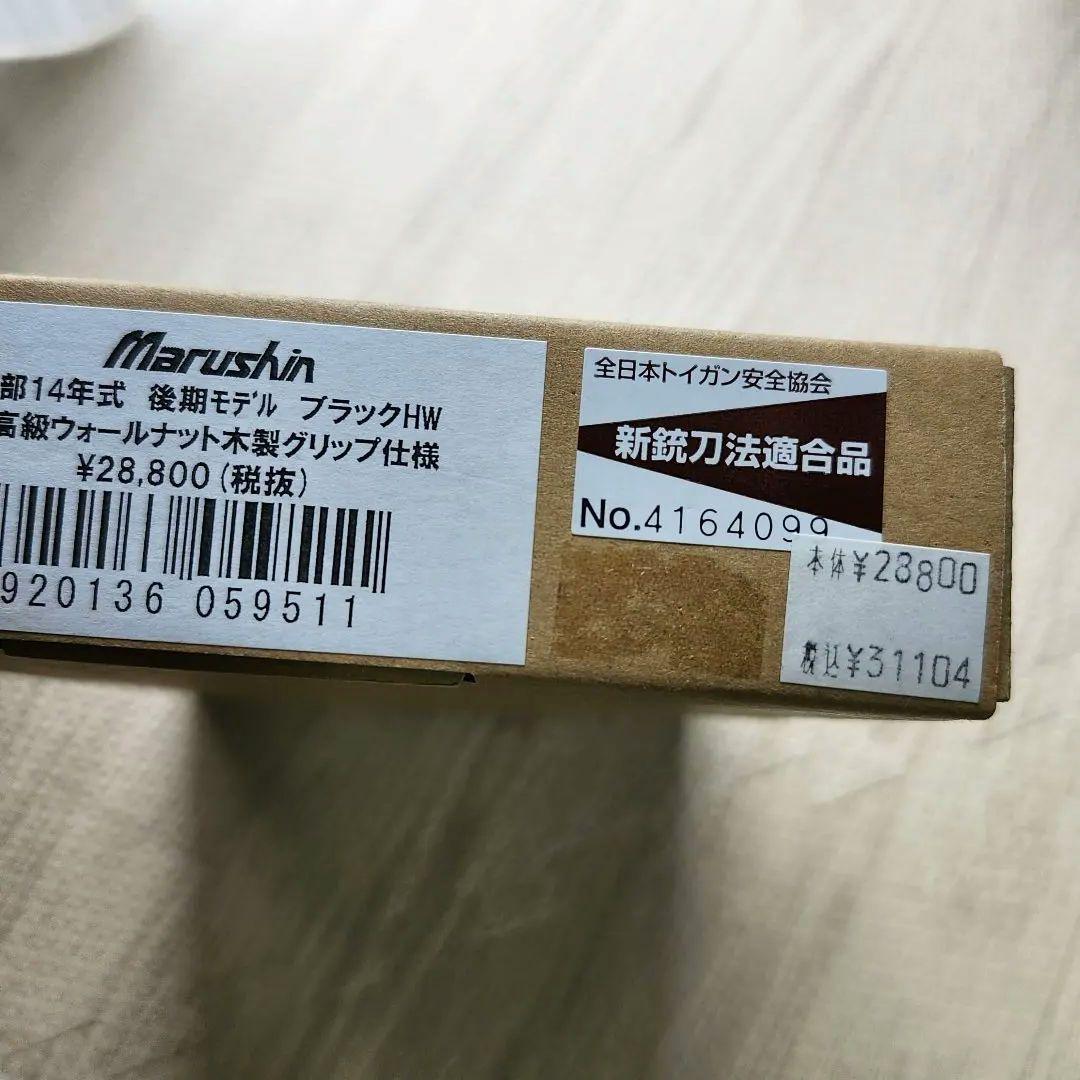 Marushin
部14年式 後期モデル ブラックHW
高級ウォールナット木製グリップ仕様
¥28,800(税抜)
920136 059511
全日本トイガン安全協会
新銃刀法適合品
No.4164099
本体¥28800
税込¥31104